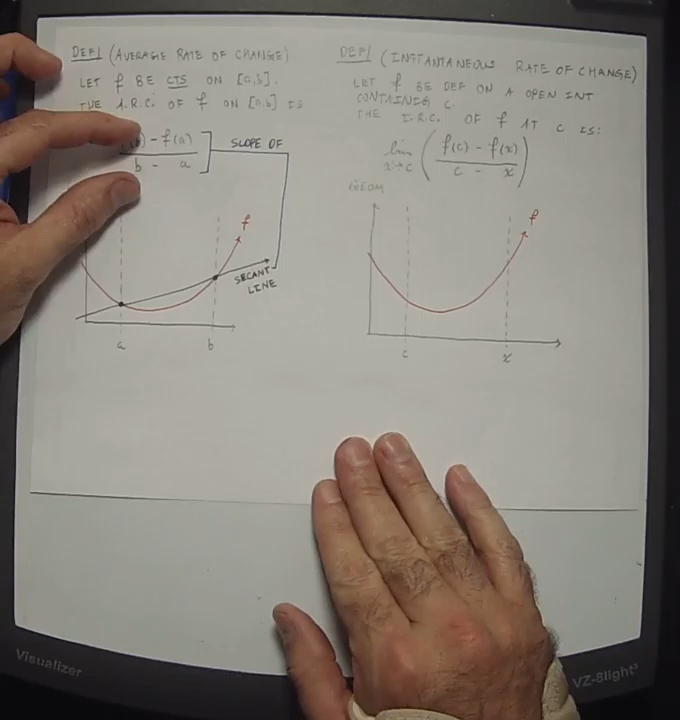 DEF/ (AVERAGE RATE OF CHANGE)
LET f BE CTS ON [a,b].
THE A.R.C. OF f ON [a,b] IS
(b) - f(a)
b - a
SLOPE OF
f
SECANT
LINE
a b
DEF/ (INSTANTANEOUS RATE OF CHANGE)
LET f BE DEF ON A OPEN INT
CONTAINING C.
THE I.R.C. OF f AT C IS:
lim x→c ( f(c) - f(x)
c - x )
GEOM
f
c x
Visualizer
VZ-8light³